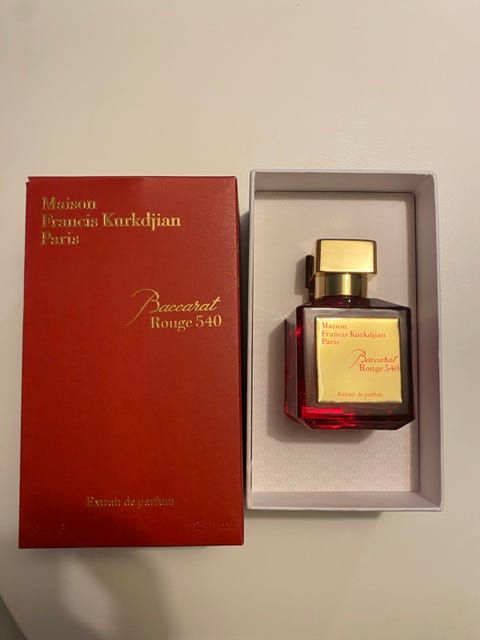 Maison
Francis Kurkdjian
Paris
Baccarat
Rouge 540
Extrait de parfum
Maison
Francis Kurkdjian
Paris
Baccarat
Rouge 540
Extrait de parfum